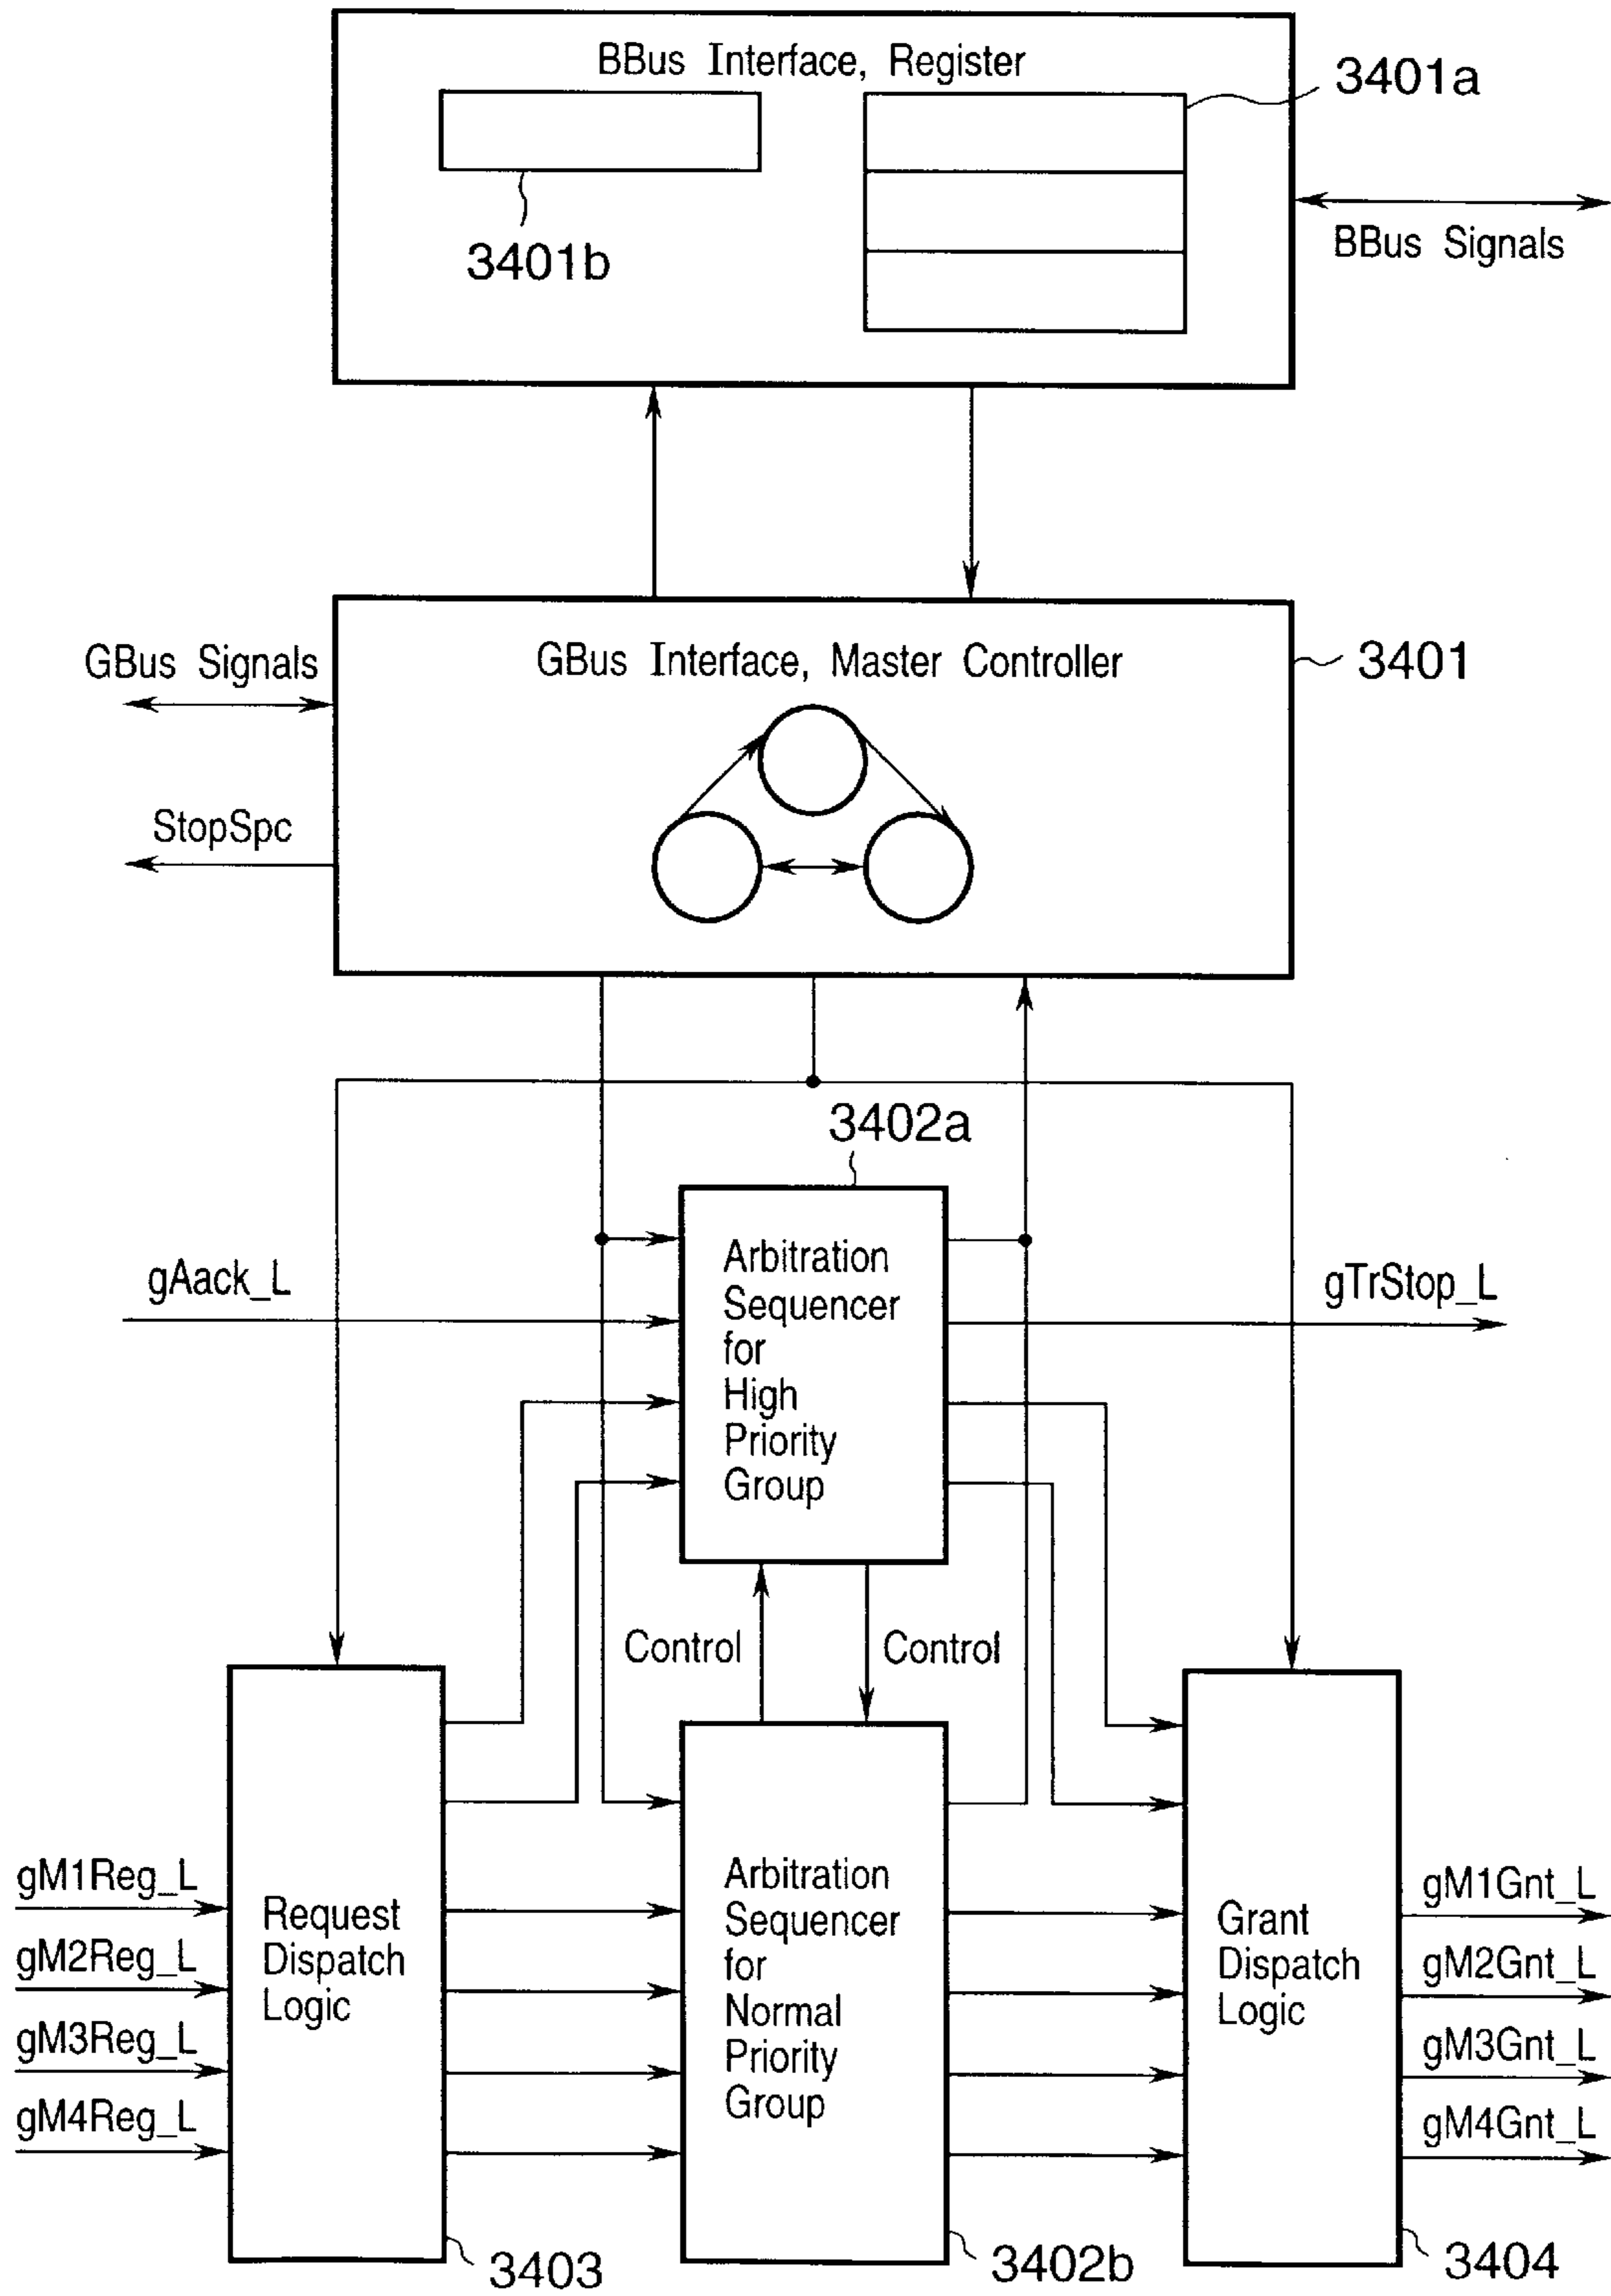 BBus Interface, Register
3401a
3401b
BBus Signals
GBus Signals
GBus Interface, Master Controller
3401
StopSpc
3402a
gAack_L
Arbitration
Sequencer
for
High
Priority
Group
gTrStop_L
Control
Control
gM1Reg_L
gM2Reg_L
gM3Reg_L
gM4Reg_L
Request
Dispatch
Logic
Arbitration
Sequencer
for
Normal
Priority
Group
Grant
Dispatch
Logic
gM1Gnt_L
gM2Gnt_L
gM3Gnt_L
gM4Gnt_L
3403
3402b
3404